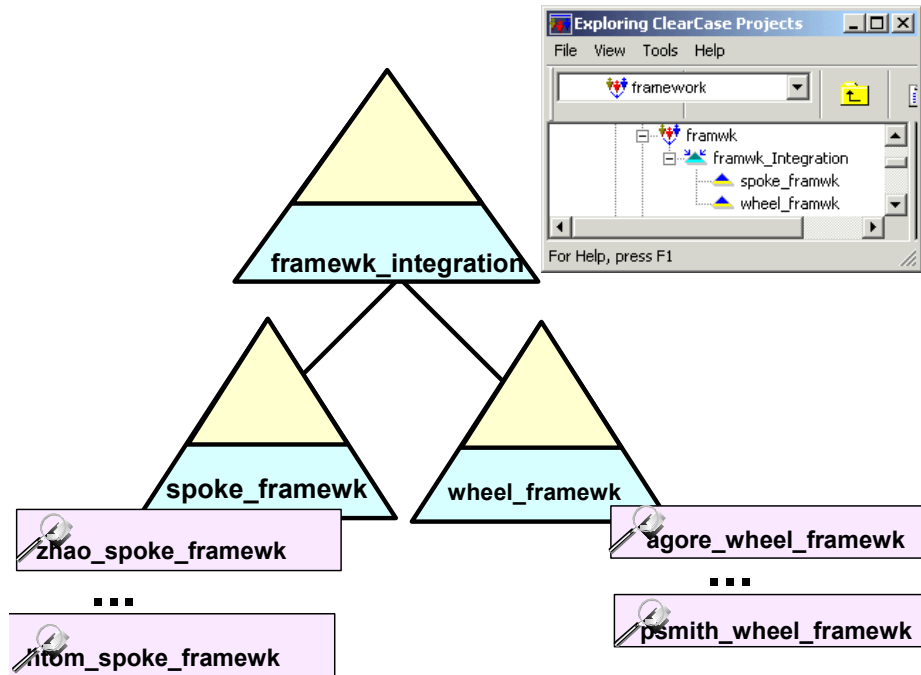 Exploring ClearCase Projects
File View Tools Help
framework
framwk
framwk_Integration
spoke_framwk
wheel_framwk
For Help, press F1
framewk_integration
spoke_framewk
wheel_framewk
zhao_spoke_framewk
agore_wheel_framewk
...
...
htom_spoke_framewk
psmith_wheel_framewk